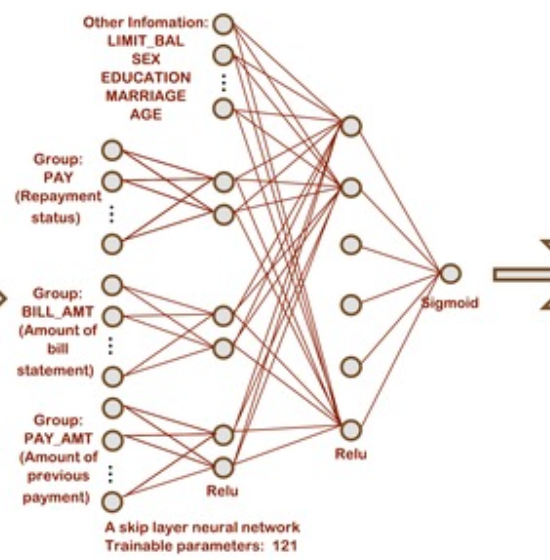 Other Infomation:
LIMIT_BAL
SEX
EDUCATION
MARRIAGE
AGE
Group:
PAY
(Repayment
status)
Group:
BILL_AMT
(Amount of
bill
statement)
Group:
PAY_AMT
(Amount of
previous
payment)
Relu
Relu
Sigmoid
A skip layer neural network
Trainable parameters: 121